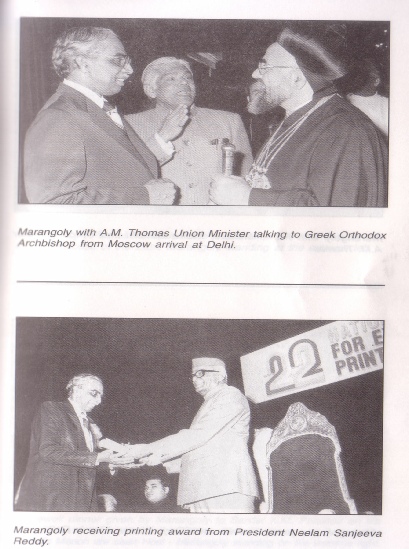 Marangoly with A.M. Thomas Union Minister talking to Greek Orthodox
Archbishop from Moscow arrival at Delhi.
22
NATIONAL
FOR E
PRINT
Marangoly receiving printing award from President Neelam Sanjeeva
Reddy.